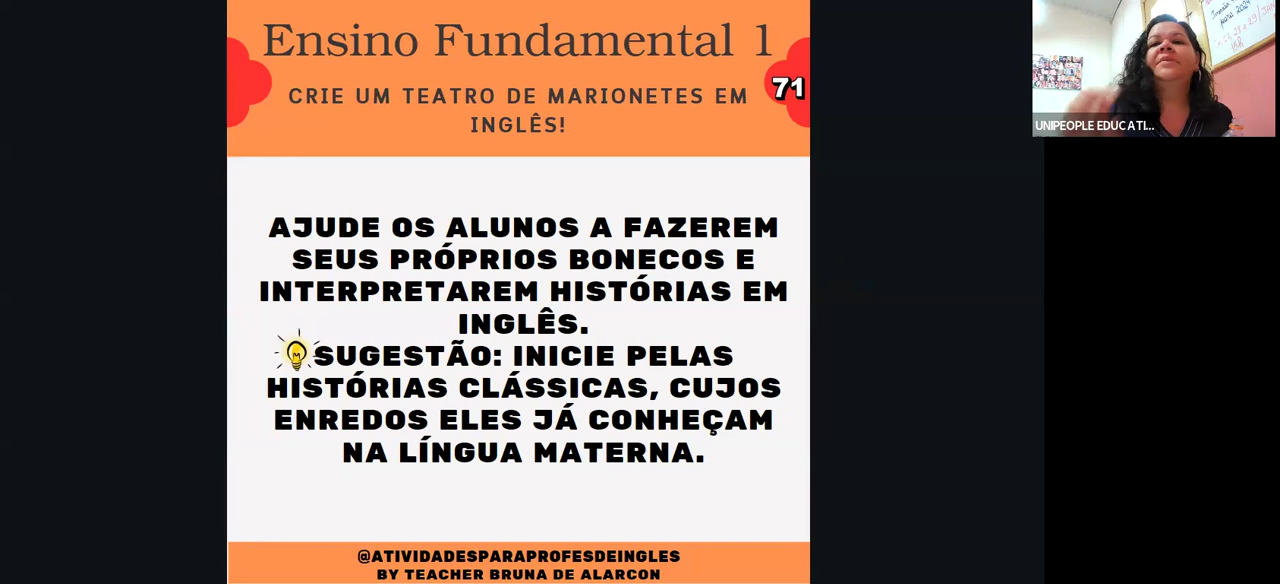 Ensino Fundamental 1
CRIE UM TEATRO DE MARIONETES EM
INGLÊS!
71
AJUDE OS ALUNOS A FAZEREM
SEUS PRÓPRIOS BONECOS E
INTERPRETAREM HISTÓRIAS EM
INGLÊS.
SUGESTÃO: INICIE PELAS
HISTÓRIAS CLÁSSICAS, CUJOS
ENREDOS ELES JÁ CONHEÇAM
NA LÍNGUA MATERNA.
@ATIVIDADESPARAPROFESDEINGLES
BY TEACHER BRUNA DE ALARCON
para 2024
UNIPEOPLE EDUCATI...